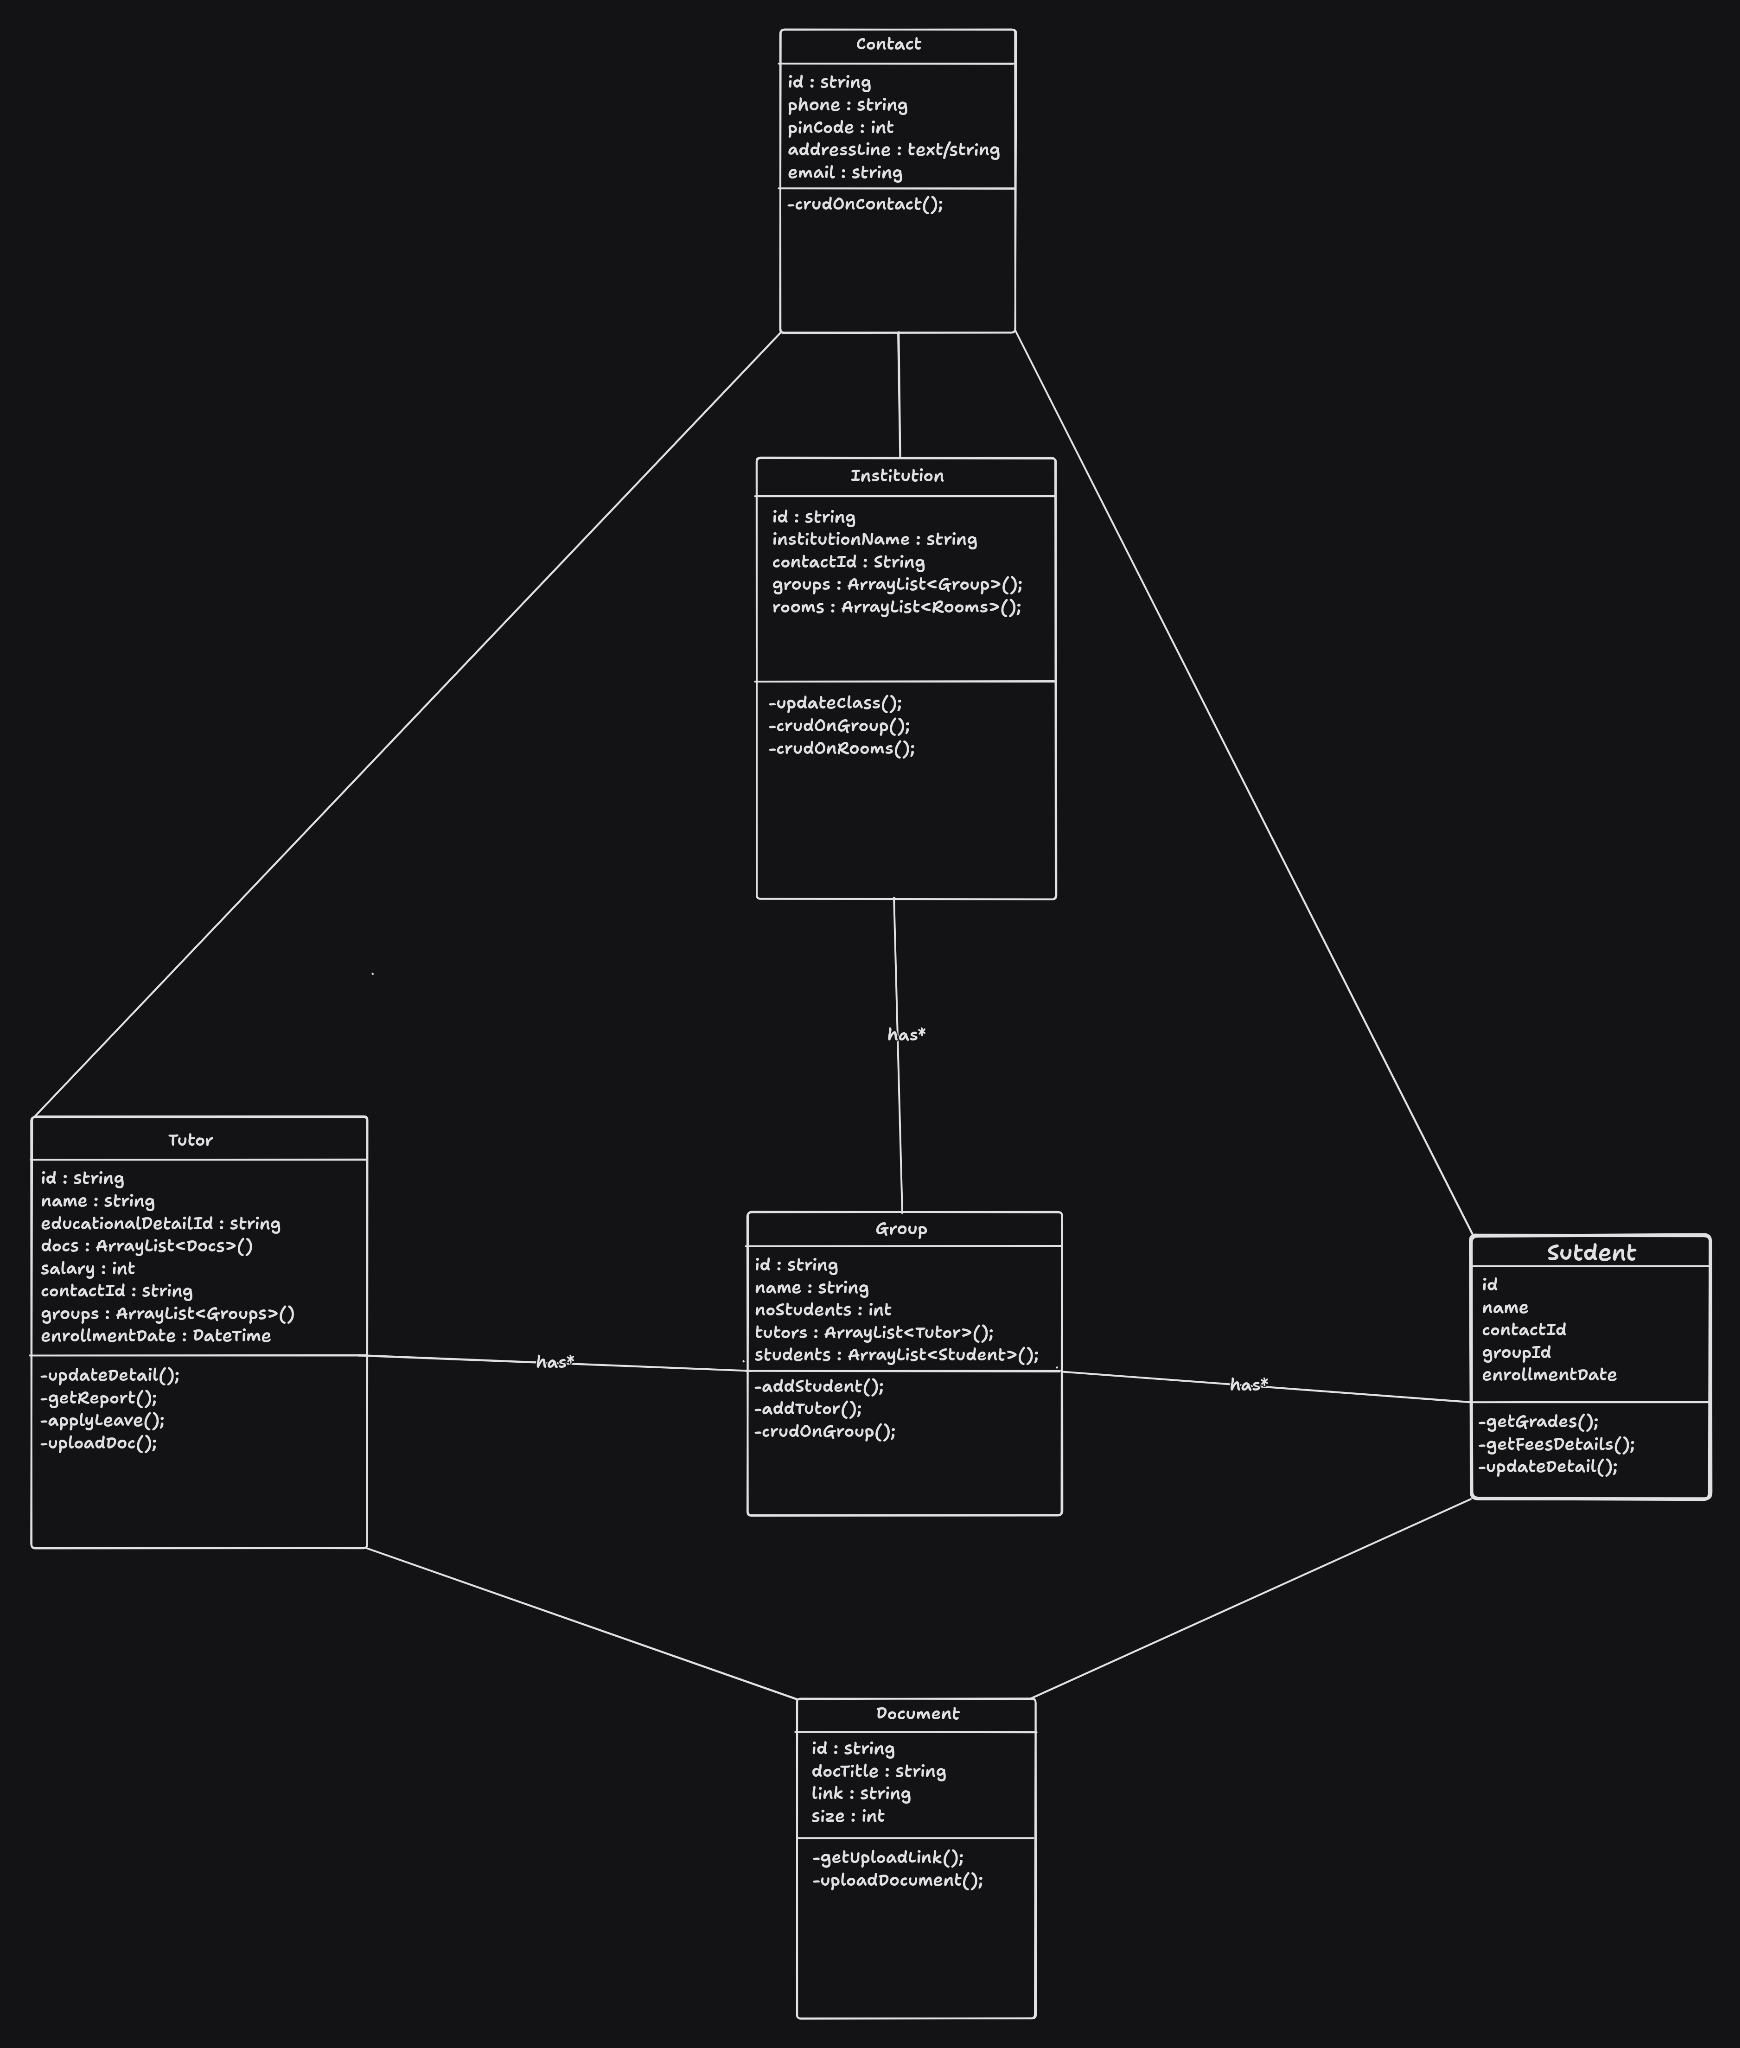 Contact
id : string
phone : string
pinCode : int
addressLine : text/string
email : string
-crudOnContact();
Institution
id : string
institutionName : string
contactId : String
groups : ArrayList<Group>();
rooms : ArrayList<Rooms>();
-updateClass();
-crudOnGroup();
-crudOnRooms();
has*
Tutor
id : string
name : string
educationalDetailId : string
docs : ArrayList<Docs>()
salary : int
contactId : string
groups : ArrayList<Groups>()
enrollmentDate : DateTime
-updateDetail();
-getReport();
-applyLeave();
-uploadDoc();
has*
Group
id : string
name : string
noStudents : int
tutors : ArrayList<Tutor>();
students : ArrayList<Student>();
-addStudent();
-addTutor();
-crudOnGroup();
has*
Sutdent
id
name
contactId
groupId
enrollmentDate
-getGrades();
-getFeesDetails();
-updateDetail();
Document
id : string
docTitle : string
link : string
size : int
-getUploadLink();
-uploadDocument();